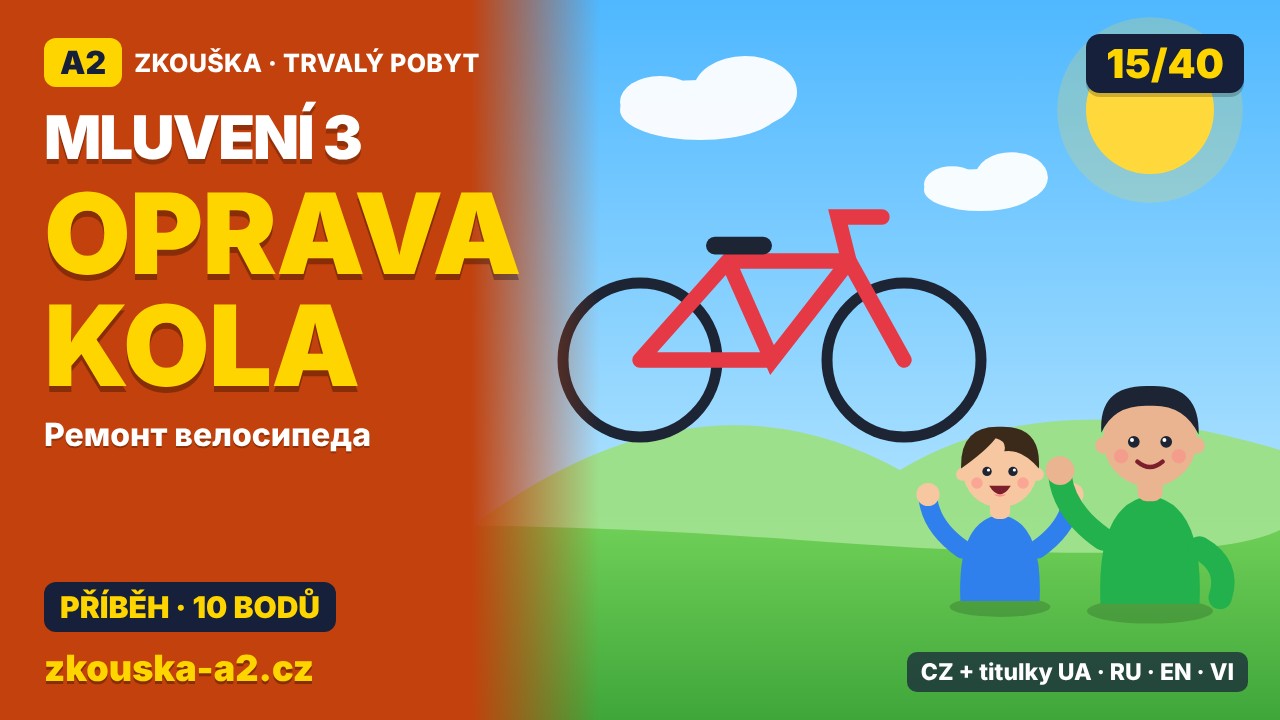 A2 ZKOUŠKA · TRVALÝ POBYT
15/40
MLUVENÍ 3
OPRAVA
KOLA
Ремонт велосипеда
PŘÍBĚH · 10 BODŮ
zkouska-a2.cz
CZ + titulky UA · RU · EN · VI